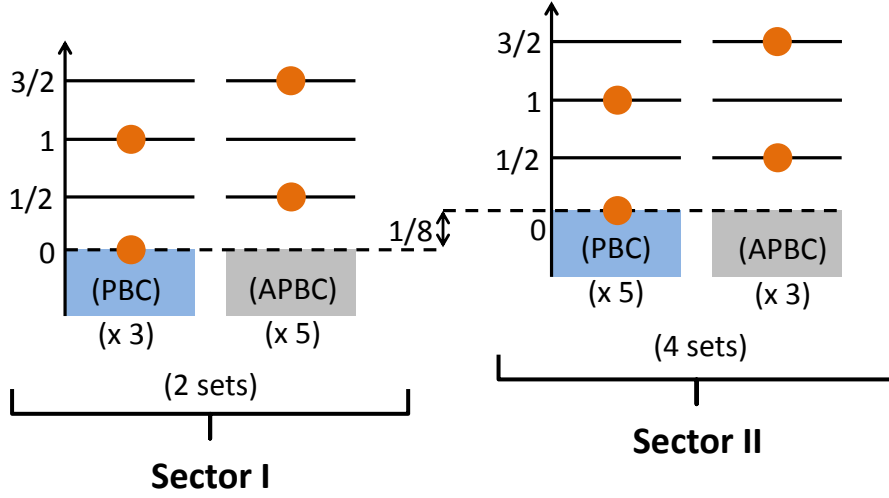 3/2
1
1/2
0
(PBC)
(APBC)
(x 3)
(x 5)
(2 sets)
Sector I
1/8
3/2
1
1/2
0
(PBC)
(APBC)
(x 5)
(x 3)
(4 sets)
Sector II